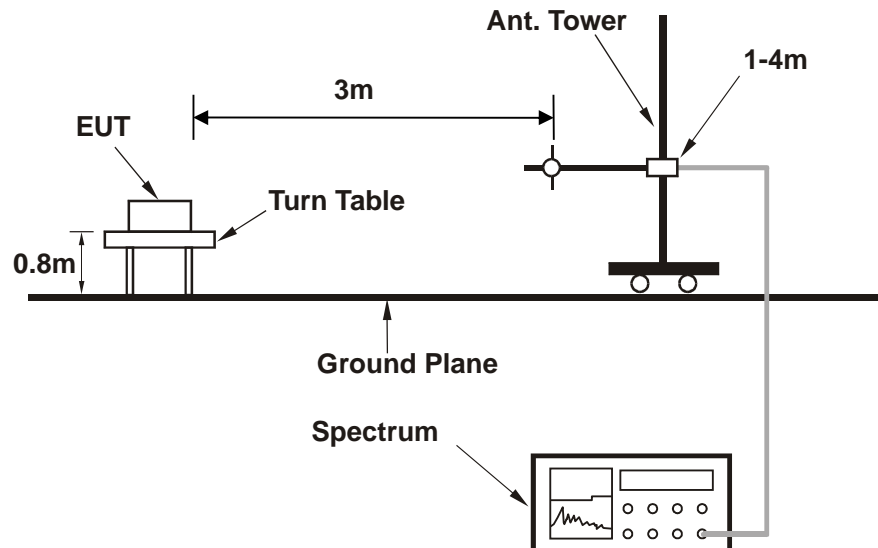 Ant. Tower
1-4m
3m
EUT
Turn Table
0.8m
Ground Plane
Spectrum